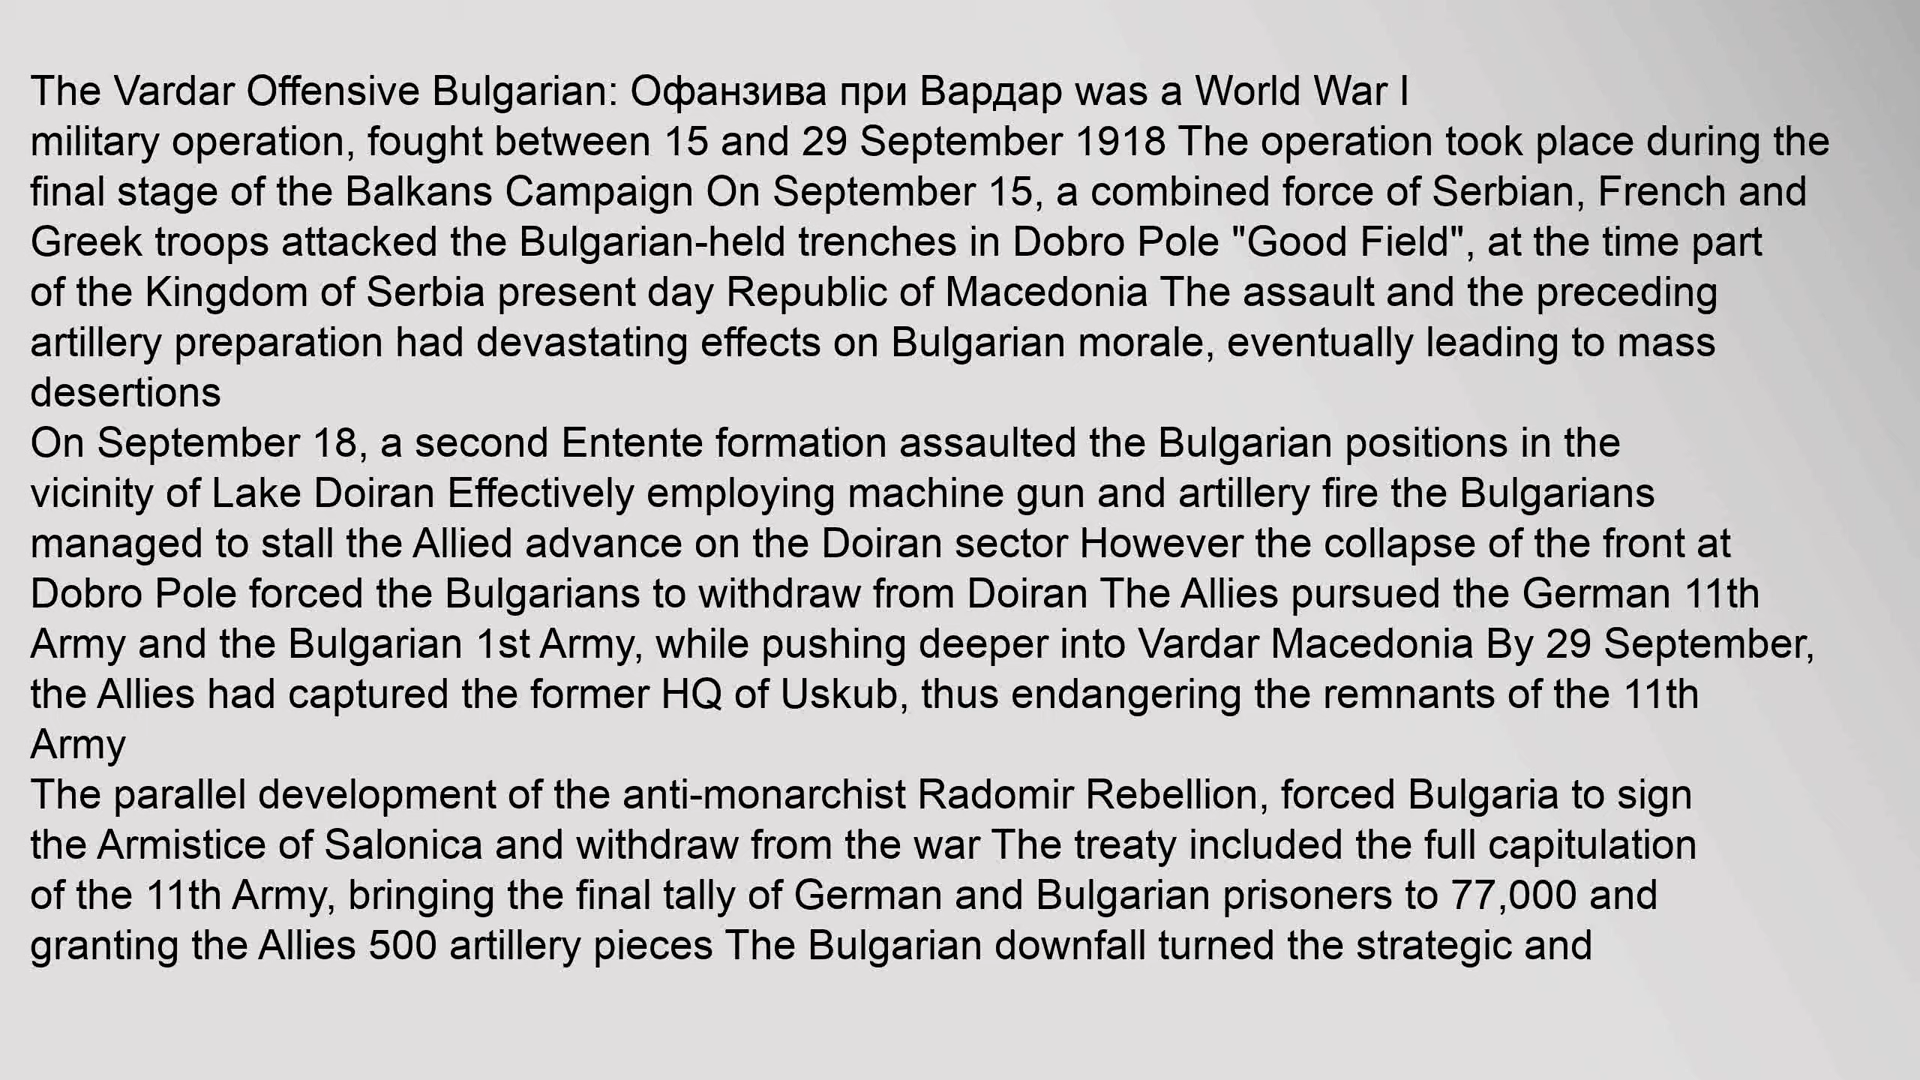 The Vardar Offensive Bulgarian: Офанзива при Вардар was a World War I
military operation, fought between 15 and 29 September 1918 The operation took place during the
final stage of the Balkans Campaign On September 15, a combined force of Serbian, French and
Greek troops attacked the Bulgarian-held trenches in Dobro Pole "Good Field", at the time part
of the Kingdom of Serbia present day Republic of Macedonia The assault and the preceding
artillery preparation had devastating effects on Bulgarian morale, eventually leading to mass
desertions
On September 18, a second Entente formation assaulted the Bulgarian positions in the
vicinity of Lake Doiran Effectively employing machine gun and artillery fire the Bulgarians
managed to stall the Allied advance on the Doiran sector However the collapse of the front at
Dobro Pole forced the Bulgarians to withdraw from Doiran The Allies pursued the German 11th
Army and the Bulgarian 1st Army, while pushing deeper into Vardar Macedonia By 29 September,
the Allies had captured the former HQ of Uskub, thus endangering the remnants of the 11th
Army
The parallel development of the anti-monarchist Radomir Rebellion, forced Bulgaria to sign
the Armistice of Salonica and withdraw from the war The treaty included the full capitulation
of the 11th Army, bringing the final tally of German and Bulgarian prisoners to 77,000 and
granting the Allies 500 artillery pieces The Bulgarian downfall turned the strategic and